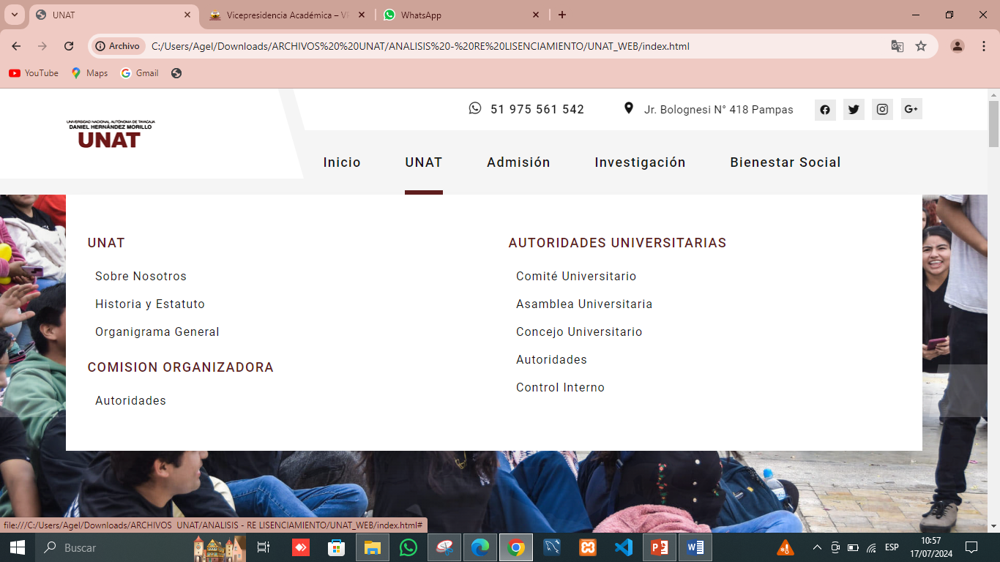 UNAT
Vicepresidencia Académica – VP
WhatsApp
Archivo
C:/Users/Agel/Downloads/ARCHIVOS%20%20UNAT/ANALISIS%20-%20RE%20LISENCIAMIENTO/UNAT_WEB/index.html
YouTube
Maps
Gmail
UNIVERSIDAD NACIONAL AUTÓNOMA DE TAYACAJA
DANIEL HERNÁNDEZ MORILLO
UNAT
51 975 561 542
Jr. Bolognesi N° 418 Pampas
G+
Inicio
UNAT
Admisión
Investigación
Bienestar Social
UNAT
Sobre Nosotros
Historia y Estatuto
Organigrama General
COMISION ORGANIZADORA
Autoridades
AUTORIDADES UNIVERSITARIAS
Comité Universitario
Asamblea Universitaria
Concejo Universitario
Autoridades
Control Interno
file:///C:/Users/Agel/Downloads/ARCHIVOS  UNAT/ANALISIS - RE LISENCIAMIENTO/UNAT_WEB/index.html#
Buscar
ESP
10:57
17/07/2024